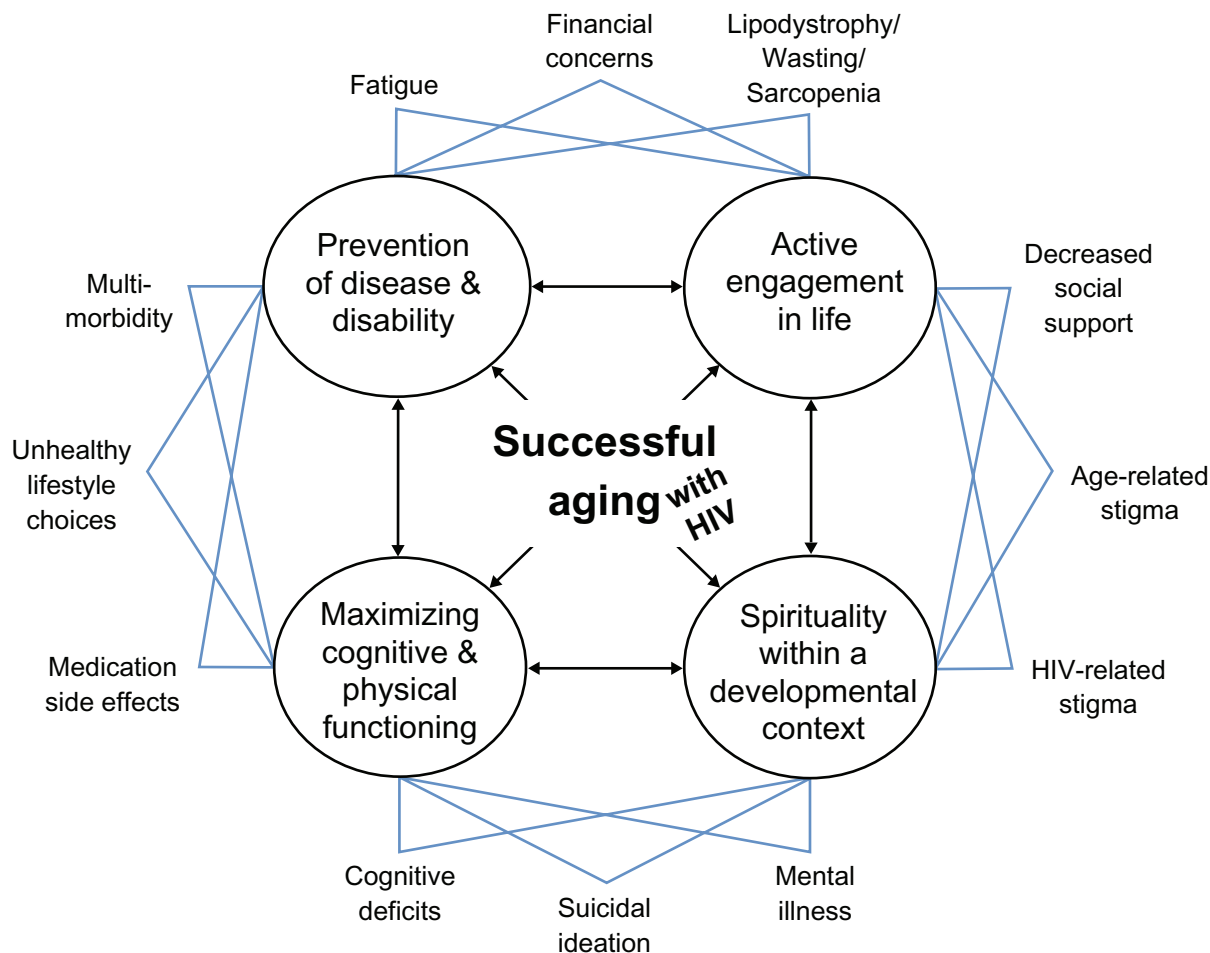 Financial
concerns
Lipodystrophy/
Wasting/
Sarcopenia
Fatigue
Prevention
of disease &
disability
Active
engagement
in life
Multi-
morbidity
Decreased
social
support
Successful
aging
with
HIV
Unhealthy
lifestyle
choices
Age-related
stigma
Maximizing
cognitive &
physical
functioning
Spirituality
within a
developmental
context
Medication
side effects
HIV-related
stigma
Cognitive
deficits
Suicidal
ideation
Mental
illness